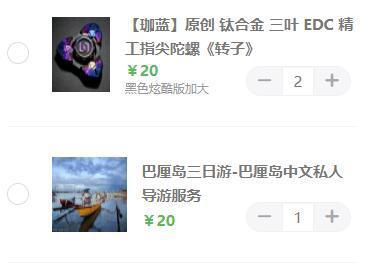 【珈蓝】原创 钛合金 三叶 EDC 精
工指尖陀螺《转子》
￥20
黑色炫酷版加大
— 2 +
巴厘岛三日游-巴厘岛中文私人
导游服务
￥20
— 1 +